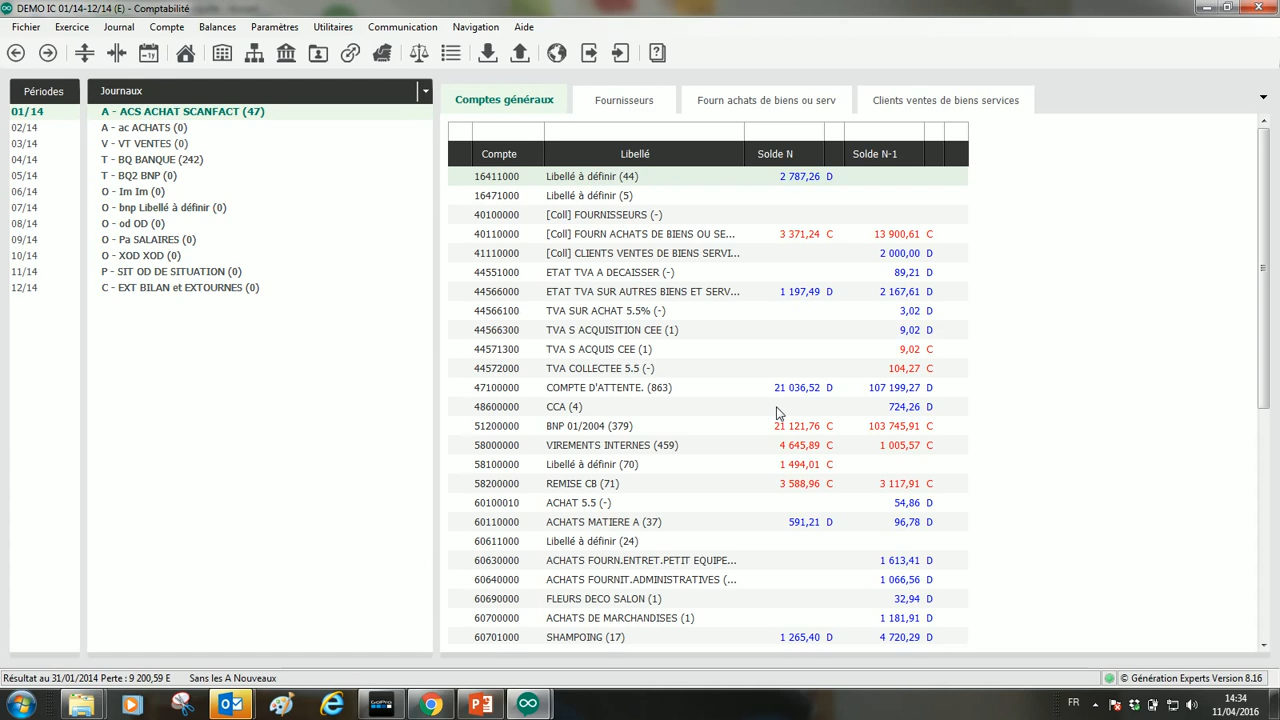 DEMO IC 01/14-12/14 (E) - Comptabilité
Fichier Exercice Journal Compte Balances Paramètres Utilitaires Communication Navigation Aide
Périodes Journaux
01/14 A - ACS ACHAT SCANFACT (47)
02/14 A - ac ACHATS (0)
03/14 V - VT VENTES (0)
04/14 T - BQ BANQUE (242)
05/14 T - BQ2 BNP (0)
06/14 O - Im Im (0)
07/14 O - bnp Libellé à définir (0)
08/14 O - od OD (0)
09/14 O - Pa SALAIRES (0)
10/14 O - XOD XOD (0)
11/14 P - SIT OD DE SITUATION (0)
12/14 C - EXT BILAN et EXTOURNES (0)
Comptes généraux Fournisseurs Fourn achats de biens ou serv Clients ventes de biens services
Compte Libellé Solde N Solde N-1
16411000 Libellé à définir (44) 2 787,26 D
16471000 Libellé à définir (5)
40100000 [Coll] FOURNISSEURS (-)
40110000 [Coll] FOURN ACHATS DE BIENS OU SE... 3 371,24 C 13 900,61 C
41110000 [Coll] CLIENTS VENTES DE BIENS SERVI... 2 000,00 D
44551000 ETAT TVA A DECAISSER (-) 89,21 D
44566000 ETAT TVA SUR AUTRES BIENS ET SERV... 1 197,49 D 2 167,61 D
44566100 TVA SUR ACHAT 5.5% (-) 3,02 D
44566300 TVA S ACQUISITION CEE (1) 9,02 D
44571300 TVA S ACQUIS CEE (1) 9,02 C
44572000 TVA COLLECTEE 5.5 (-) 104,27 C
47100000 COMPTE D'ATTENTE. (863) 21 036,52 D 107 199,27 D
48600000 CCA (4) 724,26 D
51200000 BNP 01/2004 (379) 21 121,76 C 103 745,91 C
58000000 VIREMENTS INTERNES (459) 4 645,89 C 1 005,57 C
58100000 Libellé à définir (70) 1 494,01 C
58200000 REMISE CB (71) 3 588,96 C 3 117,91 C
60100010 ACHAT 5.5 (-) 54,86 D
60110000 ACHATS MATIERE A (37) 591,21 D 96,78 D
60611000 Libellé à définir (24)
60630000 ACHATS FOURN.ENTRET.PETIT EQUIPE... 1 613,41 D
60640000 ACHATS FOURNIT.ADMINISTRATIVES (... 1 066,56 D
60690000 FLEURS DECO SALON (1) 32,94 D
60700000 ACHATS DE MARCHANDISES (1) 1 181,91 D
60701000 SHAMPOING (17) 1 265,40 D 4 720,29 D
Résultat au 31/01/2014 Perte : 9 200,59 E Sans les A Nouveaux © Génération Experts Version 8.16
FR 14:34
11/04/2016